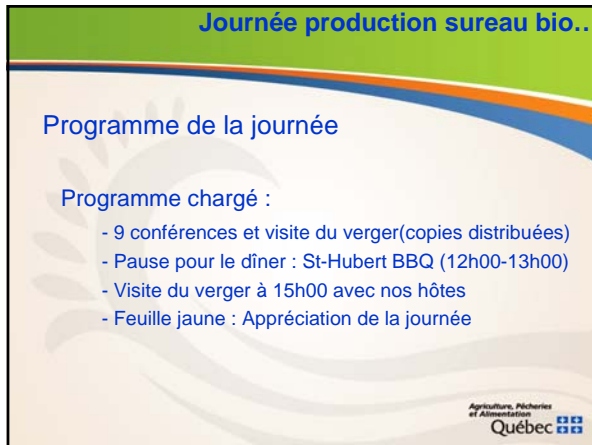 Journée production sureau bio..
Programme de la journée
Programme chargé :
- 9 conférences et visite du verger(copies distribuées)
- Pause pour le dîner : St-Hubert BBQ (12h00-13h00)
- Visite du verger à 15h00 avec nos hôtes
- Feuille jaune : Appréciation de la journée
Agriculture, Pêcheries
et Alimentation
Québec